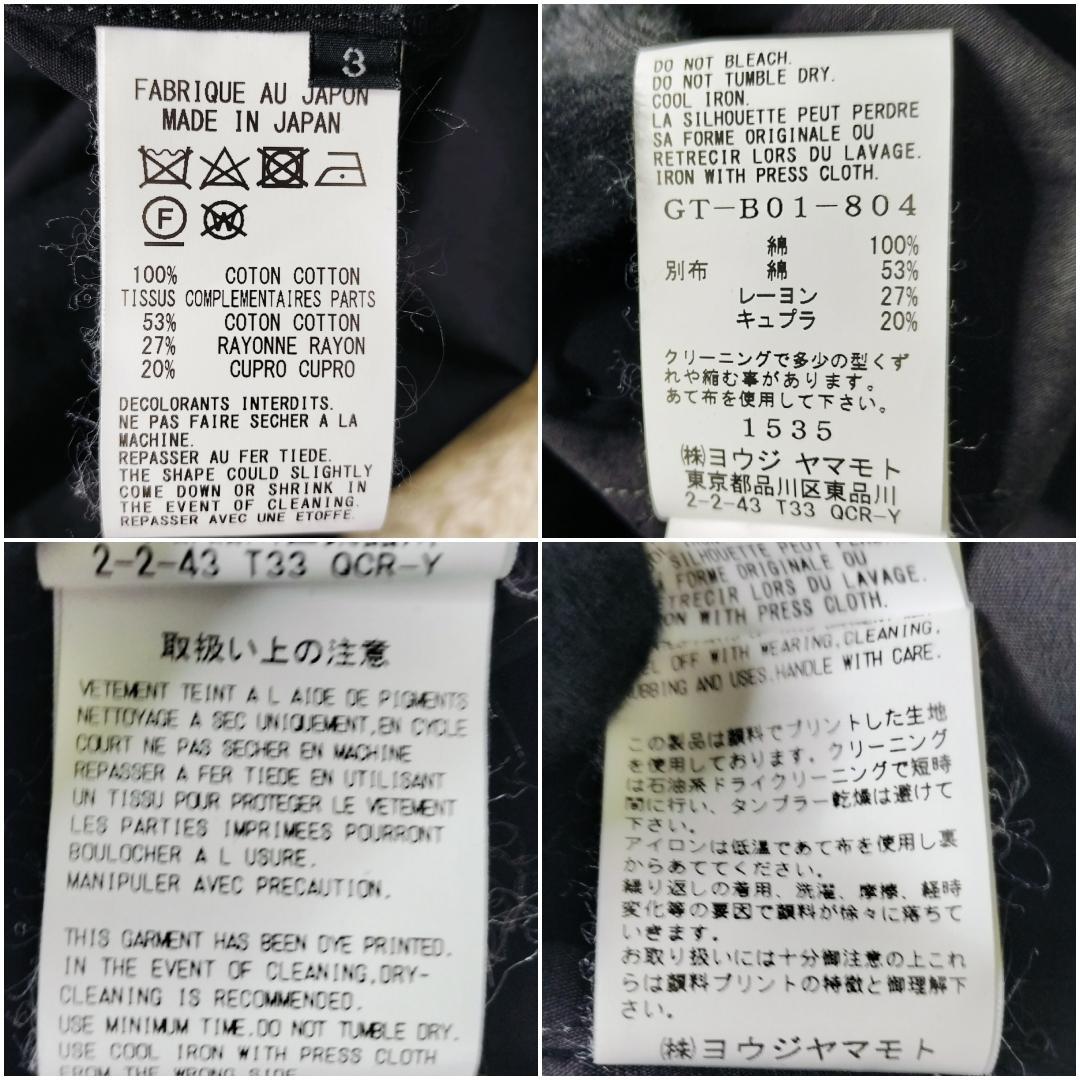 3
FABRIQUE AU JAPON
MADE IN JAPAN
F W
100% COTON COTTON
TISSUS COMPLEMENTAIRES PARTS
53% COTON COTTON
27% RAYONNE RAYON
20% CUPRO CUPRO
DECOLORANTS INTERDITS.
NE PAS FAIRE SECHER A LA
MACHINE.
REPASSER AU FER TIEDE.
THE SHAPE COULD SLIGHTLY
COME DOWN OR SHRINK IN
THE EVENT OF CLEANING.
REPASSER AVEC UNE ETOFFE.
DO NOT BLEACH.
DO NOT TUMBLE DRY.
COOL IRON.
LA SILHOUETTE PEUT PERDRE
SA FORME ORIGINALE OU
RETRECIR LORS DU LAVAGE.
IRON WITH PRESS CLOTH.
GT-B01-804
綿 100%
別布 綿 53%
レーヨン 27%
キュプラ 20%
クリーニングで多少の型くず
れや縮む事があります。
あて布を使用して下さい。
1535
㈱ヨウジ ヤマモト
東京都品川区東品川
2-2-43 T33 QCR-Y
2-2-43 T33 QCR-Y
取扱い上の注意
VETEMENT TEINT A L AIDE DE PIGMENTS
NETTOYAGE A SEC UNIQUEMENT,EN CYCLE
COURT NE PAS SECHER EN MACHINE
REPASSER A FER TIEDE EN UTILISANT
UN TISSU POUR PROTEGER LE VETEMENT
LES PARTIES IMPRIMEES POURRONT
BOULOCHER A L USURE.
MANIPULER AVEC PRECAUTION.
THIS GARMENT HAS BEEN DYE PRINTED.
IN THE EVENT OF CLEANING,DRY-
CLEANING IS RECOMMENDED.
USE MINIMUM TIME.DO NOT TUMBLE DRY.
USE COOL IRON WITH PRESS CLOTH
FROM THE WRONG SIDE
SILHOUETTE PEUT
FORME ORIGINALE OU
TRECIR LORS DU LAVAGE.
ON WITH PRESS CLOTH.
OFF WITH WEARING,CLEANING,
UBBING AND USES.HANDLE WITH CARE.
この製品は顔料でプリントした生地
を使用しております。クリーニング
は石油系ドライクリーニングで短時
間に行い、タンブラー乾燥は避けて
下さい。
アイロンは低温であて布を使用し裏
からあててください。
繰り返しの着用、洗濯、摩擦、経時
変化等の要因で顔料が徐々に落ちて
いきます。
お取り扱いには十分御注意の上これ
らは顔料プリントの特徴と御理解下
さい。
㈱ヨウジヤマモト